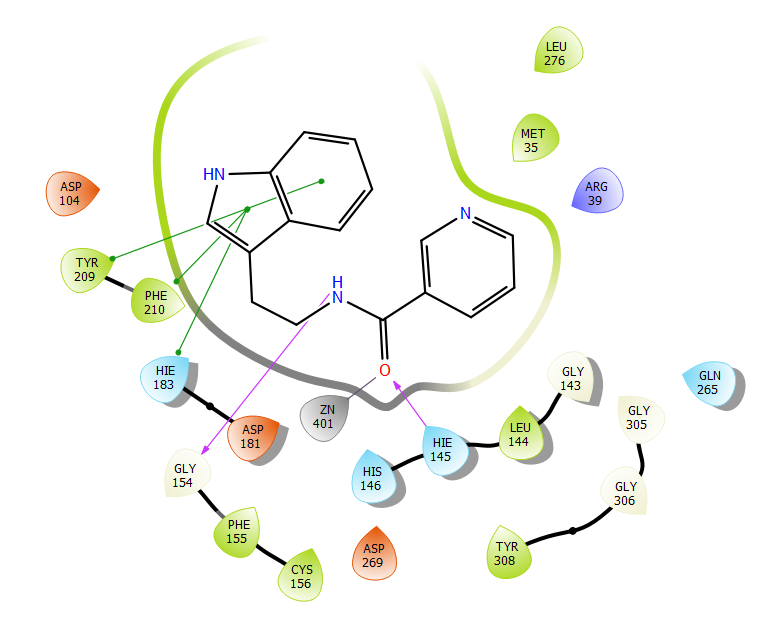 LEU
276
MET
35
HN
ASP
104
ARG
39
N
TYR
209
PHE
210
H
N
O
HIE
183
GLY
143
GLN
265
ZN
401
ASP
181
LEU
144
GLY
305
HIE
145
HIS
146
GLY
154
GLY
306
PHE
155
ASP
269
TYR
308
CYS
156